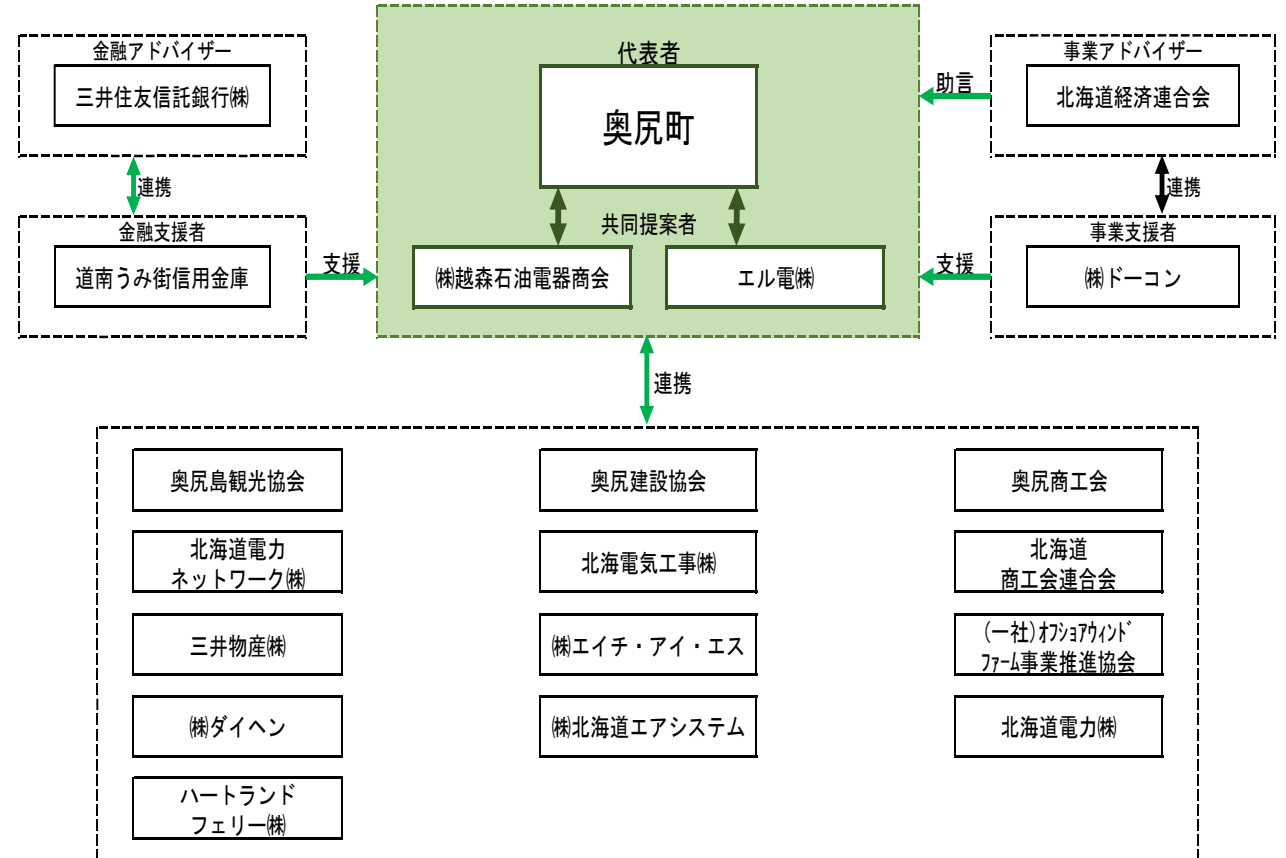 金融アドバイザー
三井住友信託銀行㈱
連携
金融支援者
道南うみ街信用金庫
支援
代表者
奥尻町
共同提案者
㈱越森石油電器商会
エル電㈱
助言
事業アドバイザー
北海道経済連合会
連携
事業支援者
㈱ドーコン
支援
連携
奥尻島観光協会
奥尻建設協会
奥尻商工会
北海道電力
ネットワーク㈱
北海電気工事㈱
北海道
商工会連合会
三井物産㈱
㈱エイチ・アイ・エス
(一社)ｵﾌｼｮｱｳｨﾝﾄﾞ
ﾌｧｰﾑ事業推進協会
㈱ダイヘン
㈱北海道エアシステム
北海道電力㈱
ハートランド
フェリー㈱